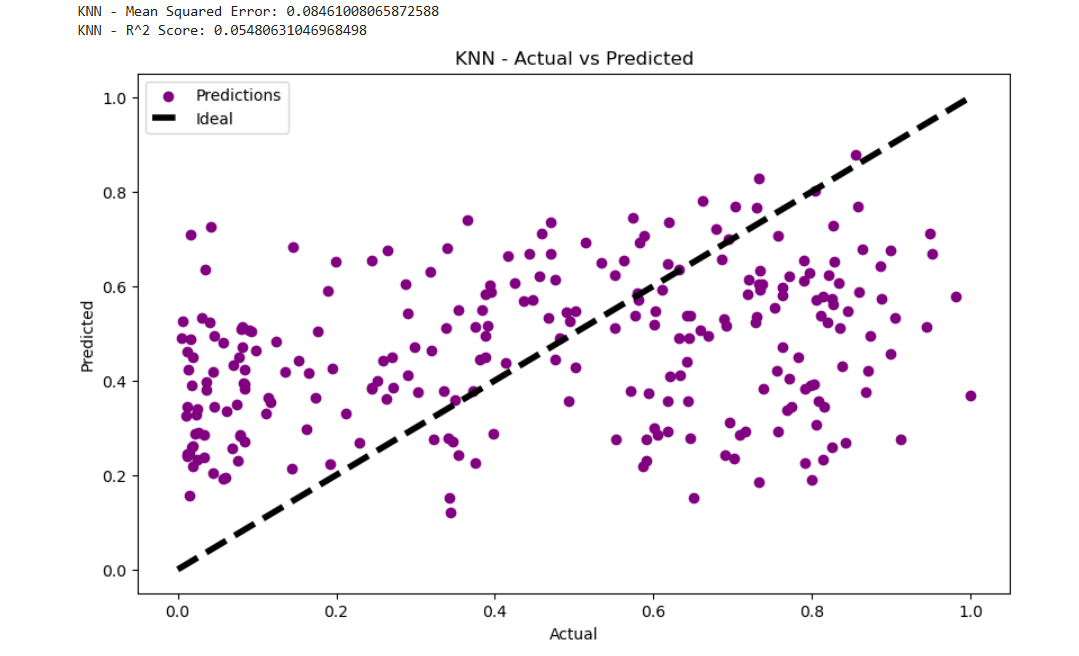 KNN - Mean Squared Error: 0.08461008065872588
KNN - R^2 Score: 0.05480631046968498
KNN - Actual vs Predicted
Predictions
Ideal
1.0
0.8
0.6
0.4
0.2
0.0
Predicted
0.0 0.2 0.4 0.6 0.8 1.0
Actual